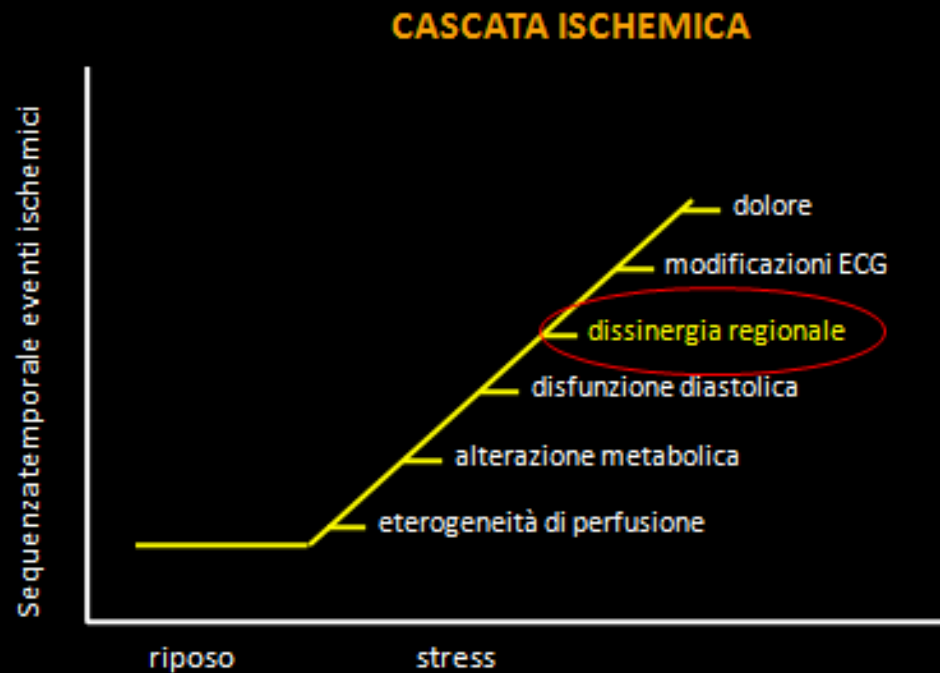 CASCATA ISCHEMICA
Sequenzatemporale eventi ischemici
dolore
modificazioni ECG
dissinergia regionale
disfunzione diastolica
alterazione metabolica
eterogeneità di perfusione
riposo
stress